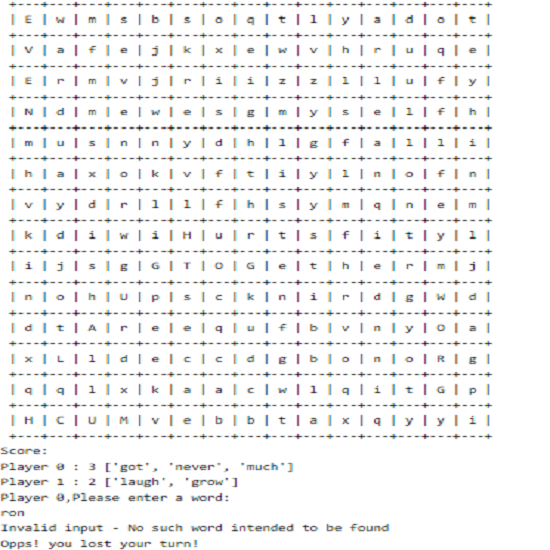 | E | w | m | s | b | s | o | q | t | l | y | a | d | o | t |
| V | a | f | e | j | k | x | e | w | v | h | r | u | q | e |
| E | r | m | v | j | r | i | i | z | z | l | l | u | f | y |
| N | d | m | e | w | e | s | g | m | y | s | e | l | f | h |
| m | u | s | n | n | y | d | h | l | g | f | a | l | l | i |
| h | a | x | o | k | v | f | t | i | y | l | n | o | f | n |
| v | y | d | r | l | l | f | h | s | y | m | q | n | e | m |
| k | d | i | w | i | H | u | r | t | s | f | i | t | y | l |
| i | j | s | g | G | T | O | G | e | t | h | e | r | m | j |
| n | o | h | U | p | s | c | k | n | i | r | d | g | W | d |
| d | t | A | r | e | e | q | u | f | b | v | n | y | O | a |
| x | L | l | d | e | c | c | d | g | b | o | n | o | R | g |
| q | q | l | x | k | a | a | c | w | l | q | i | t | G | p |
| H | C | U | M | v | e | b | b | t | a | x | q | y | y | i |
Score:
Player 0 : 3 ['got', 'never', 'much']
Player 1 : 2 ['laugh', 'grow']
Player 0,Please enter a word:
ron
Invalid input - No such word intended to be found
Opps! you lost your turn!